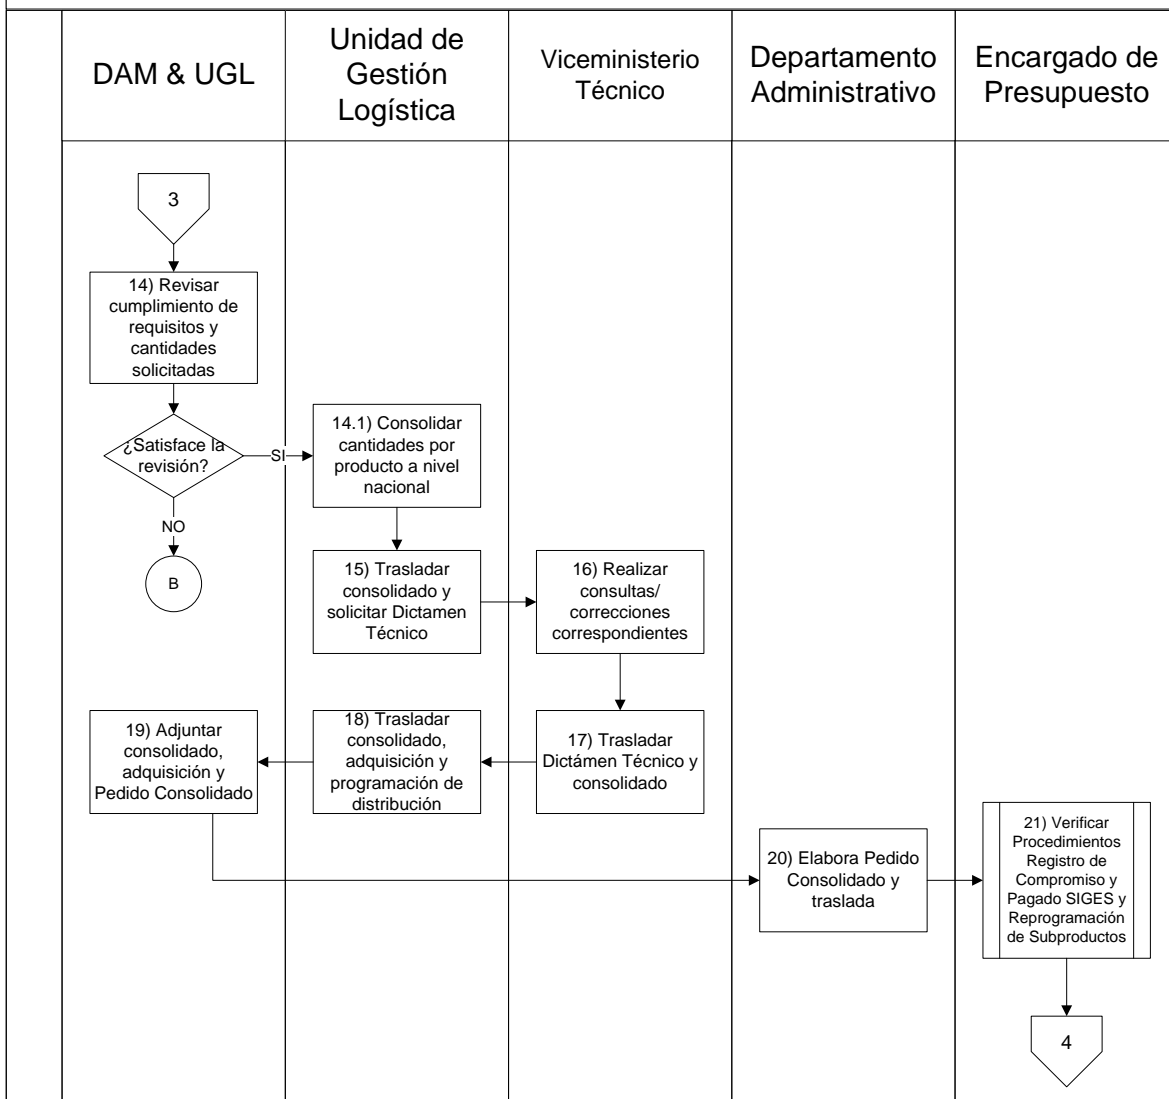 DAM & UGL
Unidad de
Gestión
Logística
Viceministerio
Técnico
Departamento
Administrativo
Encargado de
Presupuesto
3
14) Revisar
cumplimiento de
requisitos y
cantidades
solicitadas
¿Satisface la
revisión?
SI
NO
B
14.1) Consolidar
cantidades por
producto a nivel
nacional
15) Trasladar
consolidado y
solicitar Dictamen
Técnico
16) Realizar
consultas/
correcciones
correspondientes
17) Trasladar
Dictámen Técnico y
consolidado
18) Trasladar
consolidado,
adquisición y
programación de
distribución
19) Adjuntar
consolidado,
adquisición y
Pedido Consolidado
20) Elabora Pedido
Consolidado y
traslada
21) Verificar
Procedimientos
Registro de
Compromiso y
Pagado SIGES y
Reprogramación
de Subproductos
4